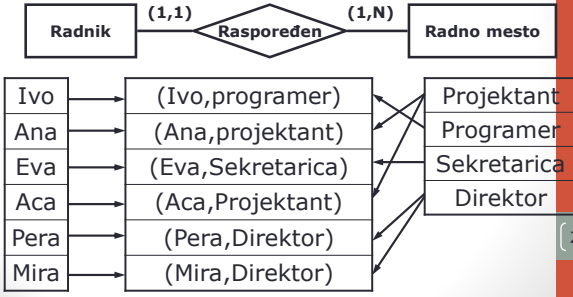 (1,1) (1,N)
Radnik Raspoređen Radno mesto
Ivo (Ivo,programer) Projektant
Ana (Ana,projektant) Programer
Eva (Eva,Sekretarica) Sekretarica
Aca (Aca,Projektant) Direktor
Pera (Pera,Direktor)
Mira (Mira,Direktor)